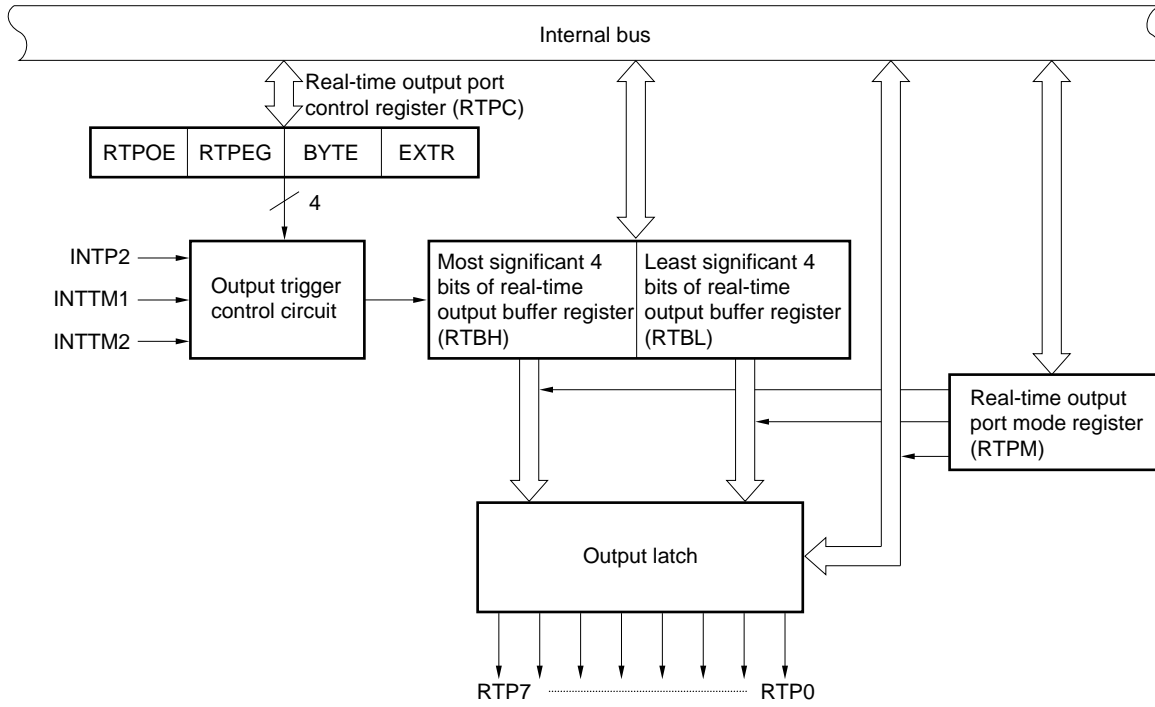 Internal bus
Real-time output port
control register (RTPC)
RTPOE RTPEG BYTE EXTR
4
INTP2
INTTM1
INTTM2
Output trigger
control circuit
Most significant 4
bits of real-time
output buffer register
(RTBH)
Least significant 4
bits of real-time
output buffer register
(RTBL)
Real-time output
port mode register
(RTPM)
Output latch
RTP7 RTP0